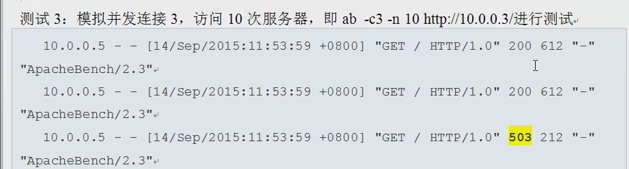 测试 3：模拟并发连接 3，访问 10 次服务器，即 ab -c3 -n 10 http://10.0.0.3/进行测试
10.0.0.5 - - [14/Sep/2015:11:53:59 +0800] "GET / HTTP/1.0" 200 612 "-"
"ApacheBench/2.3"
10.0.0.5 - - [14/Sep/2015:11:53:59 +0800] "GET / HTTP/1.0" 200 612 "-"
"ApacheBench/2.3"
10.0.0.5 - - [14/Sep/2015:11:53:59 +0800] "GET / HTTP/1.0" 503 212 "-"
"ApacheBench/2.3"